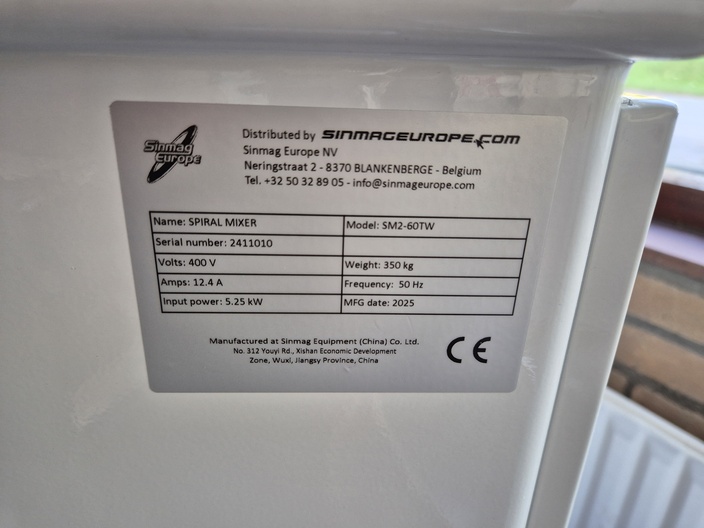 Sinmag
Europe
Distributed by SINMAGEUROPE.COM
Sinmag Europe NV
Neringstraat 2 - 8370 BLANKENBERGE - Belgium
Tel. +32 50 32 89 05 - info@sinmageurope.com
Name: SPIRAL MIXER Model: SM2-60TW
Serial number: 2411010
Volts: 400 V Weight: 350 kg
Amps: 12.4 A Frequency: 50 Hz
Input power: 5.25 kW MFG date: 2025
Manufactured at Sinmag Equipment (China) Co. Ltd.
No. 312 Youyi Rd., Xishan Economic Development
Zone, Wuxi, Jiangsy Province, China
CE